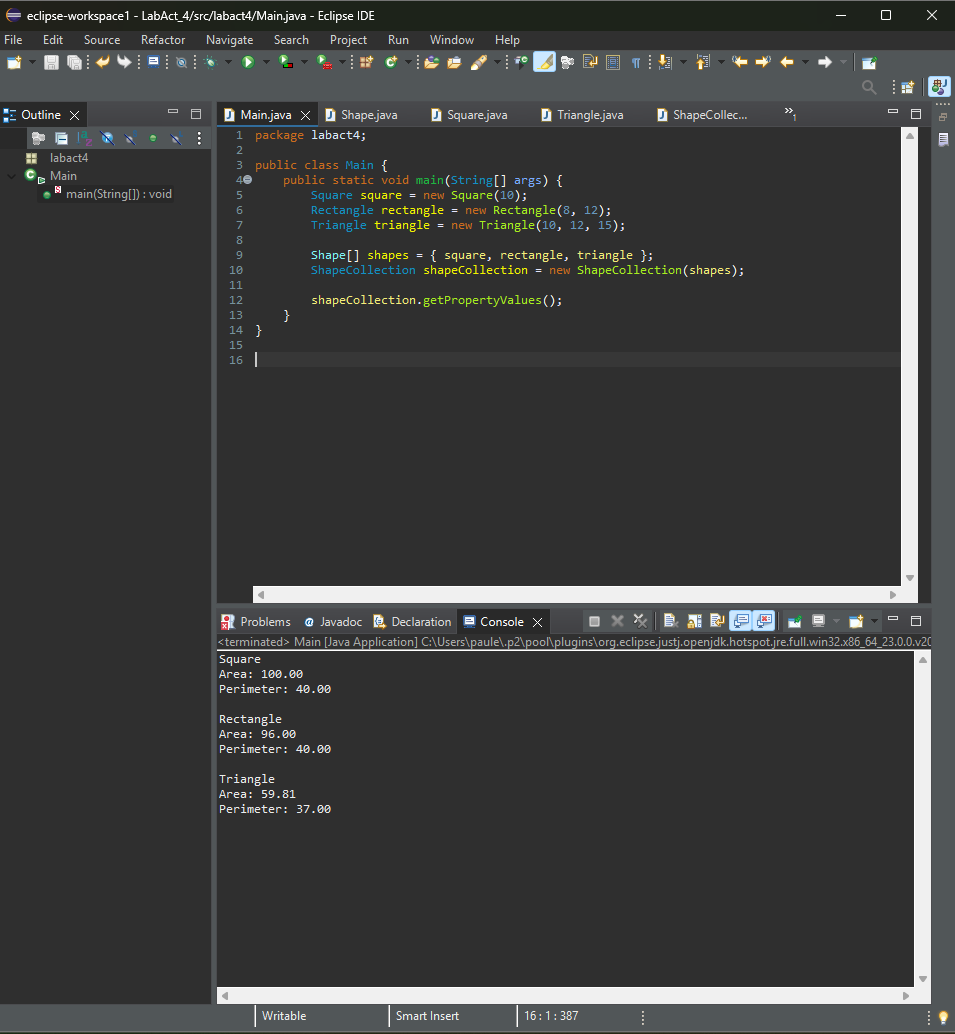 eclipse-workspace1 - LabAct_4/src/labact4/Main.java - Eclipse IDE
File Edit Source Refactor Navigate Search Project Run Window Help
Outline
labact4
Main
main(String[]) : void
Main.java Shape.java Square.java Triangle.java ShapeCollec... »1
1 package labact4;
2
3 public class Main {
4 public static void main(String[] args) {
5 Square square = new Square(10);
6 Rectangle rectangle = new Rectangle(8, 12);
7 Triangle triangle = new Triangle(10, 12, 15);
8
9 Shape[] shapes = { square, rectangle, triangle };
10 ShapeCollection shapeCollection = new ShapeCollection(shapes);
11
12 shapeCollection.getPropertyValues();
13 }
14 }
15
16
Problems Javadoc Declaration Console
<terminated> Main [Java Application] C:\Users\paule\.p2\pool\plugins\org.eclipse.justj.openjdk.hotspot.jre.full.win32.x86_64_23.0.0.v20
Square
Area: 100.00
Perimeter: 40.00
Rectangle
Area: 96.00
Perimeter: 40.00
Triangle
Area: 59.81
Perimeter: 37.00
Writable Smart Insert 16 : 1 : 387